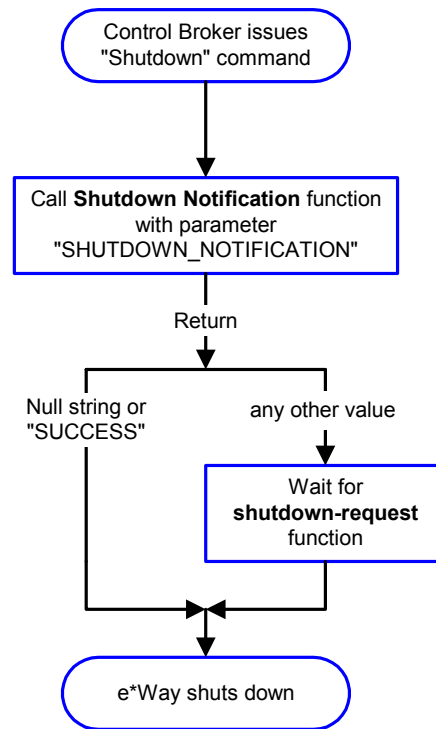 Control Broker issues
"Shutdown" command
Call Shutdown Notification function
with parameter
"SHUTDOWN_NOTIFICATION"
Return
Null string or
"SUCCESS"
any other value
Wait for
shutdown-request
function
e*Way shuts down